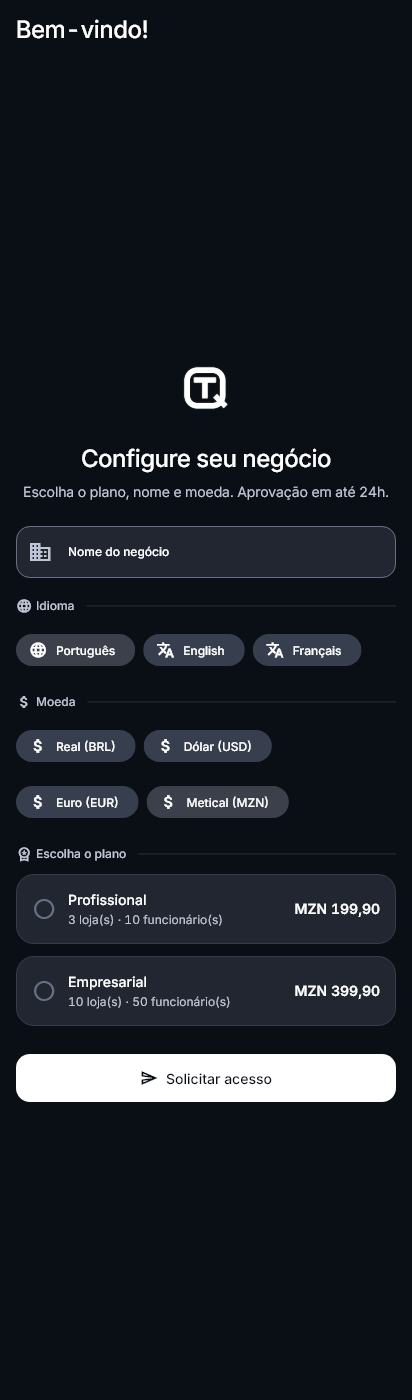 Bem-vindo!
TQ
Configure seu negócio
Escolha o plano, nome e moeda. Aprovação em até 24h.
Nome do negócio
Idioma
Português
English
Français
Moeda
Real (BRL)
Dólar (USD)
Euro (EUR)
Metical (MZN)
Escolha o plano
Profissional
3 loja(s) · 10 funcionário(s)
MZN 199,90
Empresarial
10 loja(s) · 50 funcionário(s)
MZN 399,90
Solicitar acesso